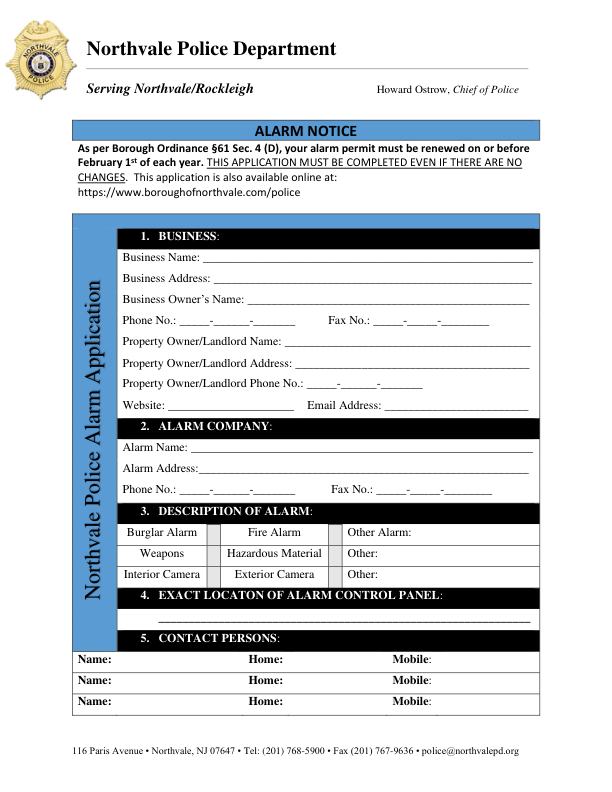 NORTHVALE
POLICE
Northvale Police Department
Serving Northvale/Rockleigh
Howard Ostrow, Chief of Police
ALARM NOTICE
As per Borough Ordinance §61 Sec. 4 (D), your alarm permit must be renewed on or before
February 1st of each year. THIS APPLICATION MUST BE COMPLETED EVEN IF THERE ARE NO
CHANGES. This application is also available online at:
https://www.boroughofnorthvale.com/police
Northvale Police Alarm Application
1. BUSINESS:
Business Name: ____________________
Business Address: ____________________
Business Owner's Name: ____________________
Phone No.: _____-______-_______ Fax No.: _____-_____-________
Property Owner/Landlord Name: ____________________
Property Owner/Landlord Address: ____________________
Property Owner/Landlord Phone No.: _____-______-_______
Website: ____________________ Email Address: ____________________
2. ALARM COMPANY:
Alarm Name: ____________________
Alarm Address:____________________
Phone No.: _____-______-_______ Fax No.: _____-_____-________
3. DESCRIPTION OF ALARM:
Burglar Alarm Fire Alarm Other Alarm:
Weapons Hazardous Material Other:
Interior Camera Exterior Camera Other:
4. EXACT LOCATON OF ALARM CONTROL PANEL:
____________________
5. CONTACT PERSONS:
Name: Home: Mobile:
Name: Home: Mobile:
Name: Home: Mobile:
116 Paris Avenue • Northvale, NJ 07647 • Tel: (201) 768-5900 • Fax (201) 767-9636 • police@northvalepd.org